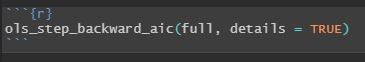 ```{r}
ols_step_backward_aic(full, details = TRUE)
```